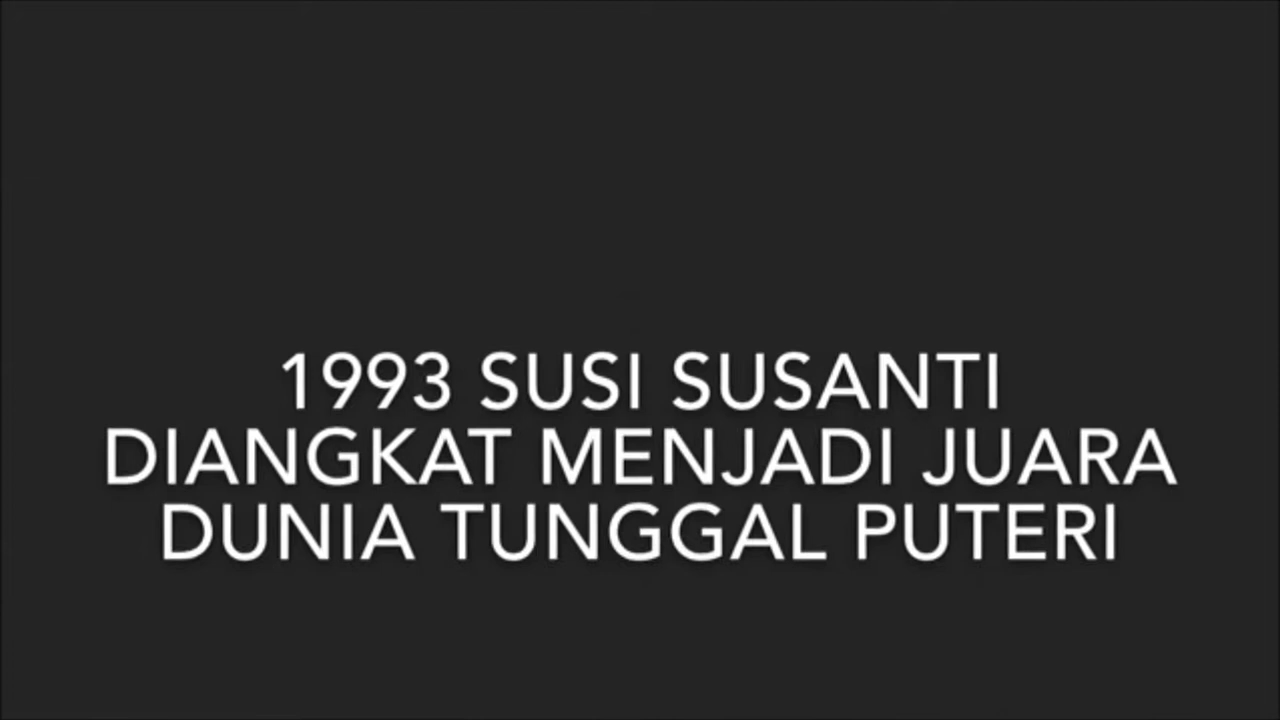 1993 SUSI SUSANTI
DIANGKAT MENJADI JUARA
DUNIA TUNGGAL PUTERI